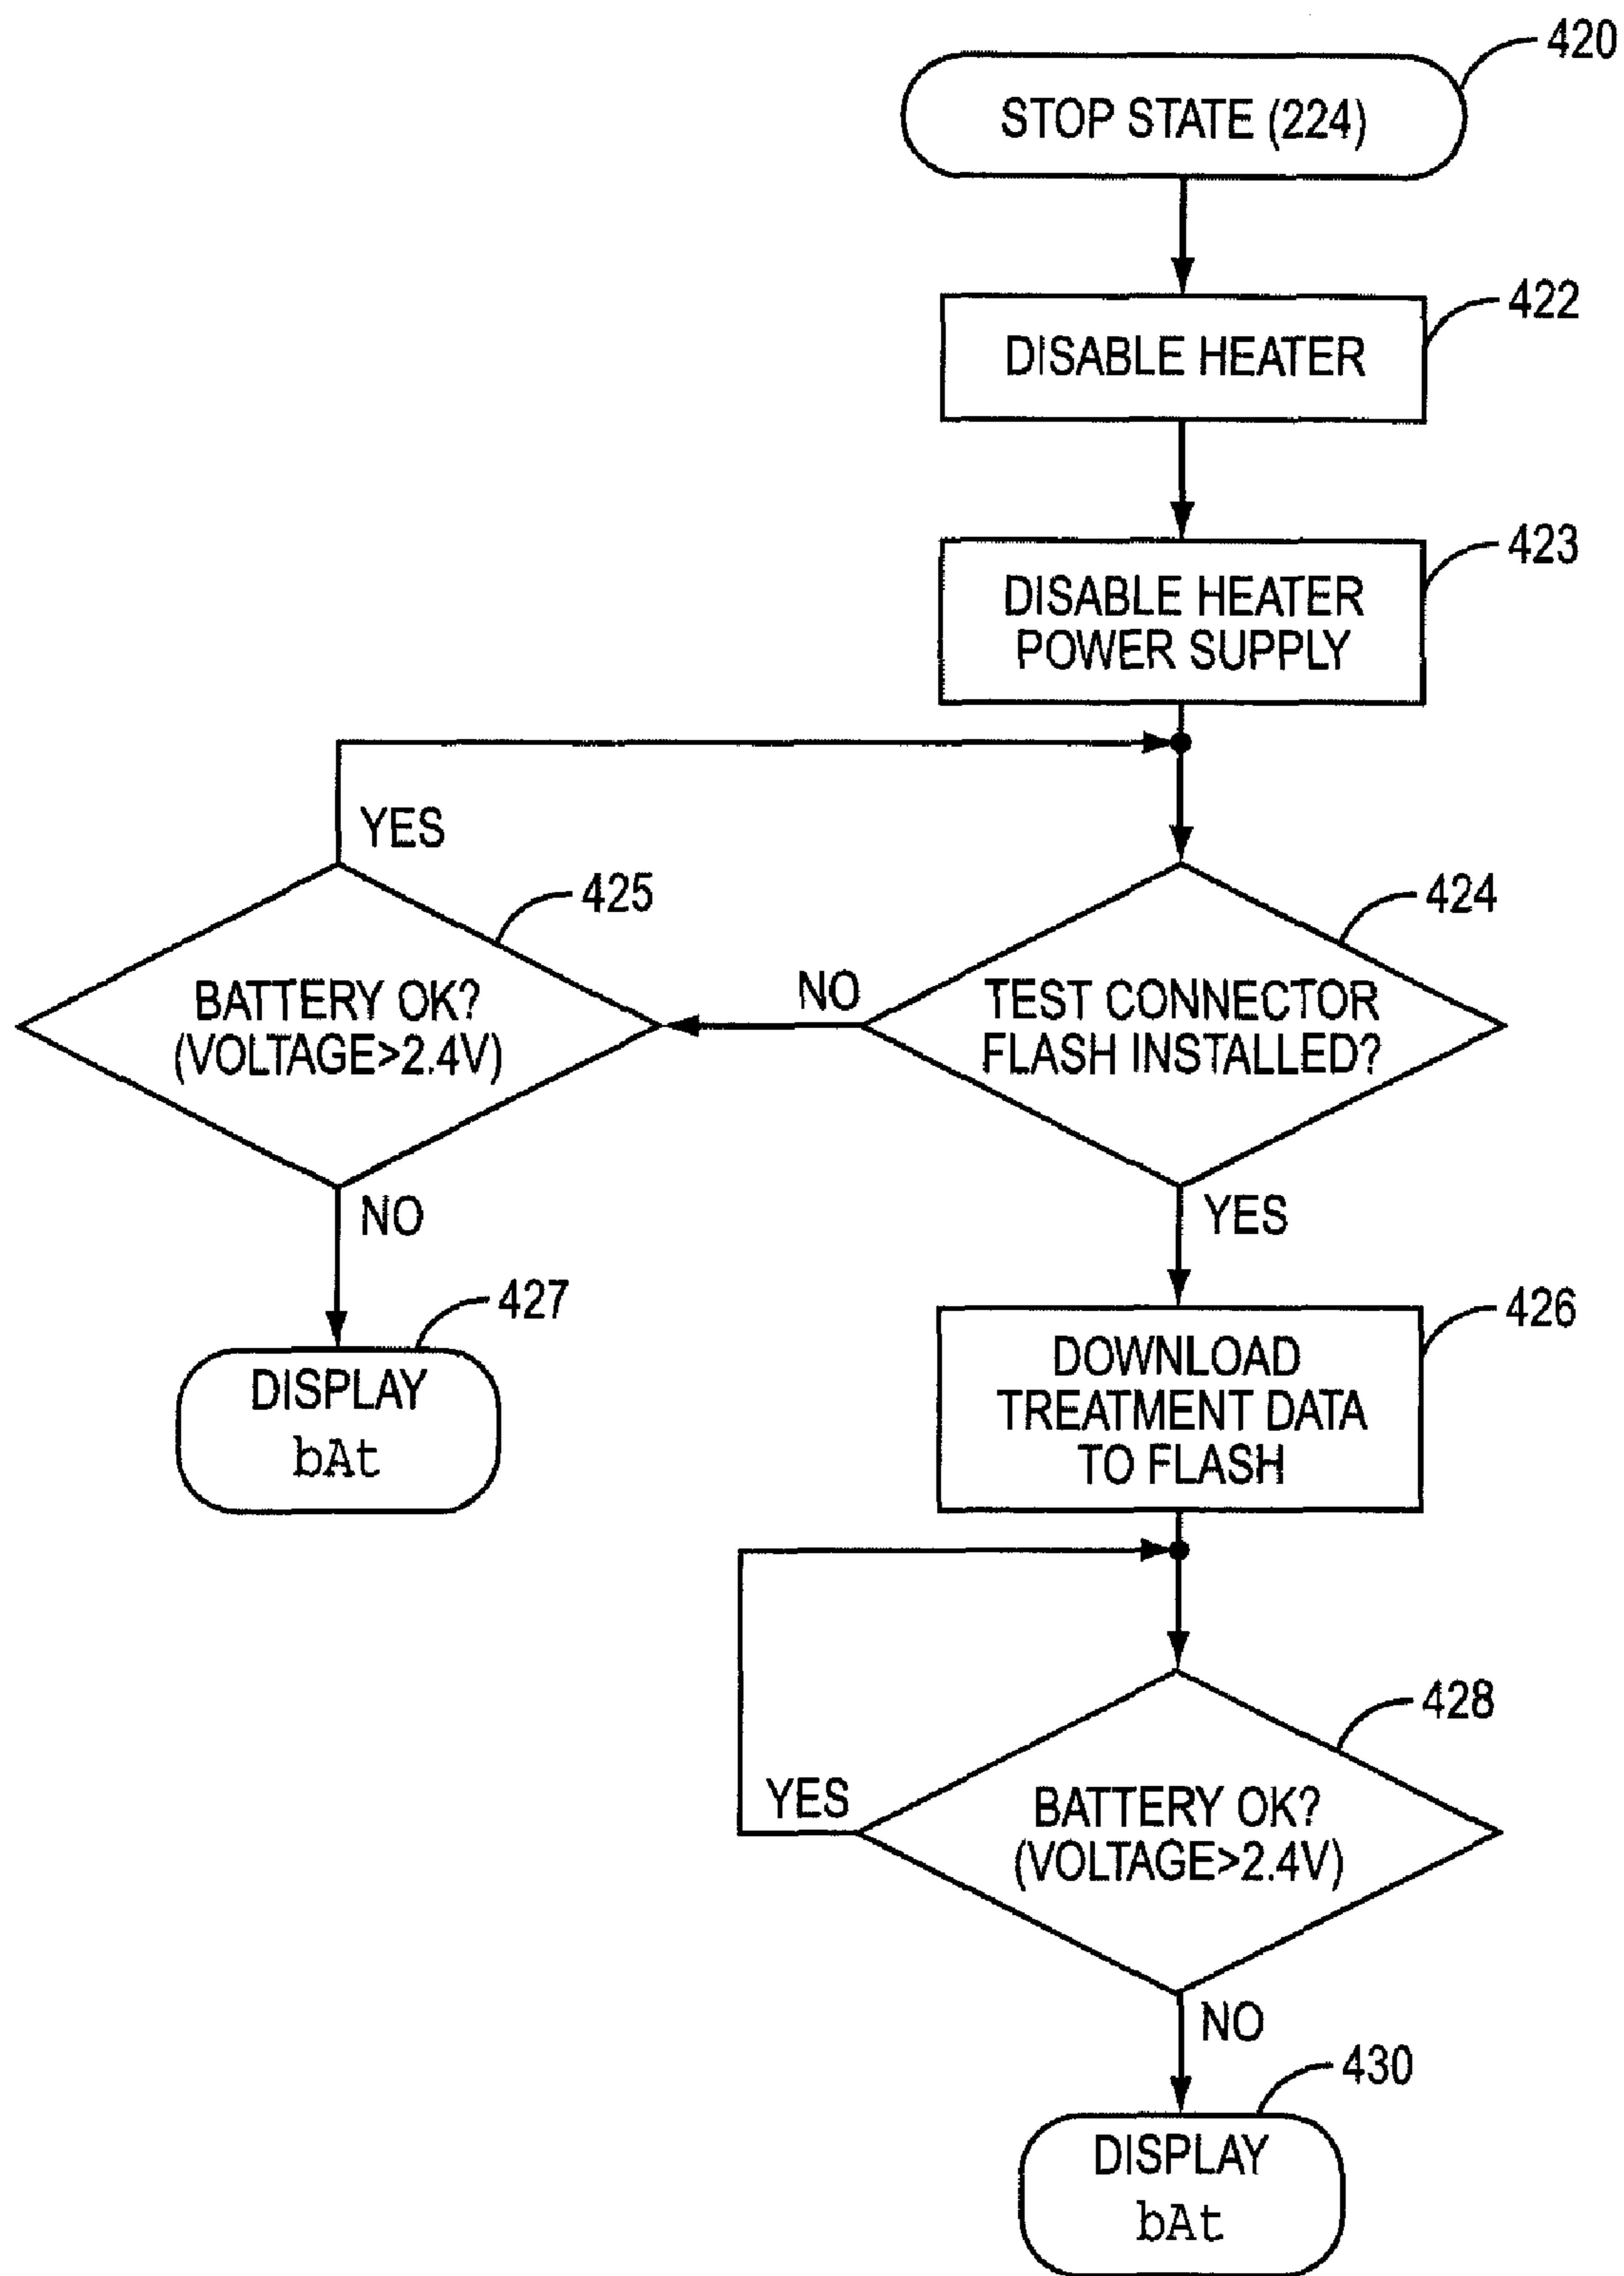 420
STOP STATE (224)
422
DISABLE HEATER
423
DISABLE HEATER
POWER SUPPLY
YES
425
424
BATTERY OK?
(VOLTAGE>2.4V)
NO
TEST CONNECTOR
FLASH INSTALLED?
NO
YES
427
DISPLAY
bAt
426
DOWNLOAD
TREATMENT DATA
TO FLASH
428
YES
BATTERY OK?
(VOLTAGE>2.4V)
NO
430
DISPLAY
bAt